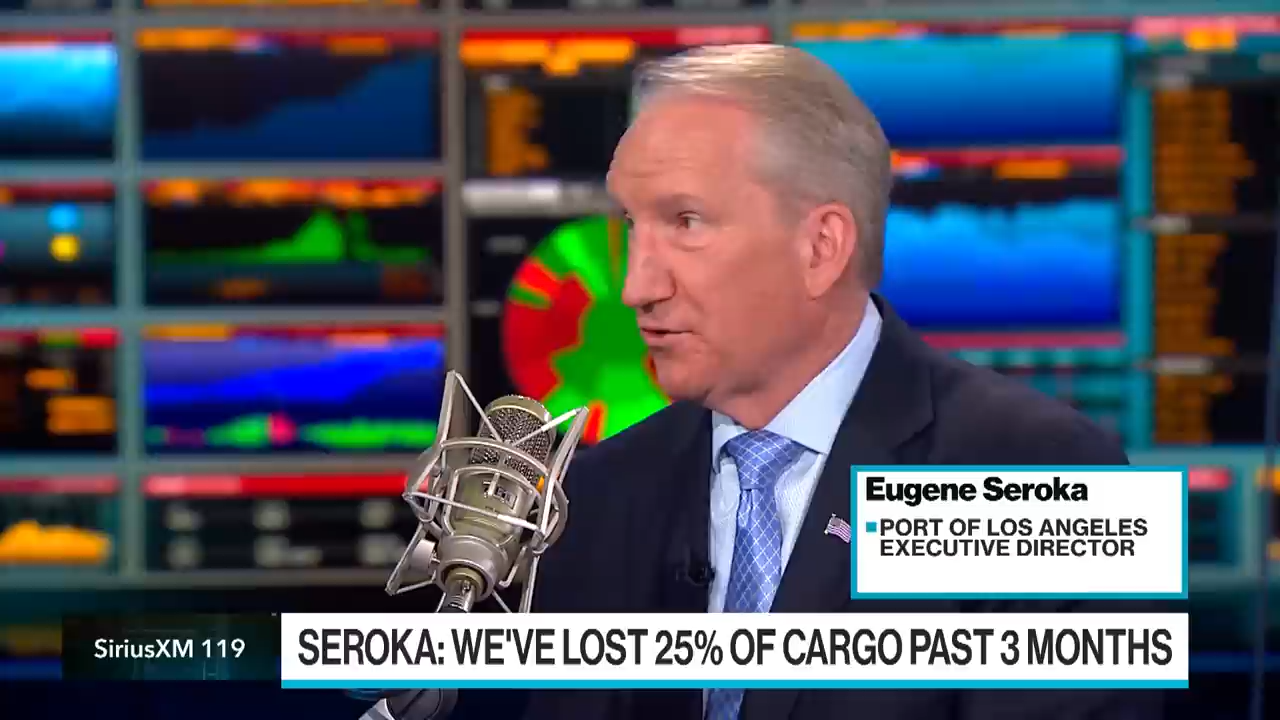 Eugene Seroka
PORT OF LOS ANGELES
EXECUTIVE DIRECTOR
SiriusXM 119
SEROKA: WE'VE LOST 25% OF CARGO PAST 3 MONTHS